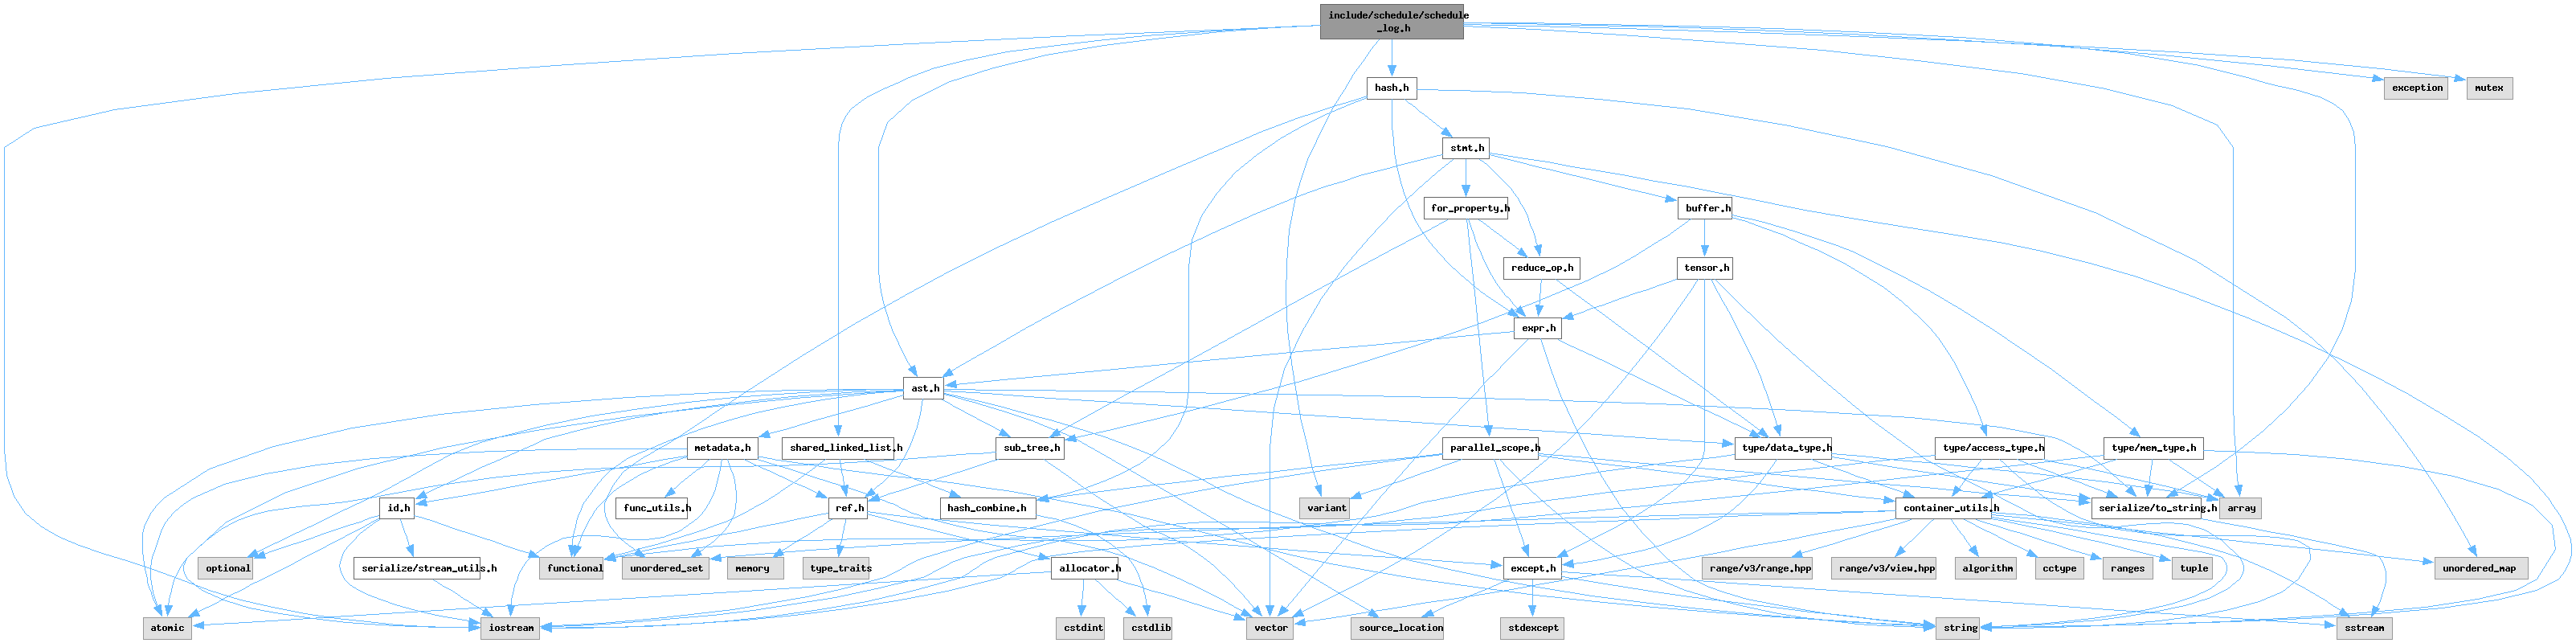 include/schedule/schedule
_log.h
hash.h
exception
mutex
stmt.h
for_property.h
buffer.h
reduce_op.h
tensor.h
expr.h
ast.h
metadata.h
shared_linked_list.h
sub_tree.h
parallel_scope.h
type/data_type.h
type/access_type.h
type/mem_type.h
id.h
func_utils.h
ref.h
hash_combine.h
variant
container_utils.h
serialize/to_string.h
array
optional
serialize/stream_utils.h
functional
unordered_set
memory
type_traits
allocator.h
except.h
range/v3/range.hpp
range/v3/view.hpp
algorithm
cctype
ranges
tuple
unordered_map
atomic
iostream
cstdint
cstdlib
vector
source_location
stdexcept
string
sstream